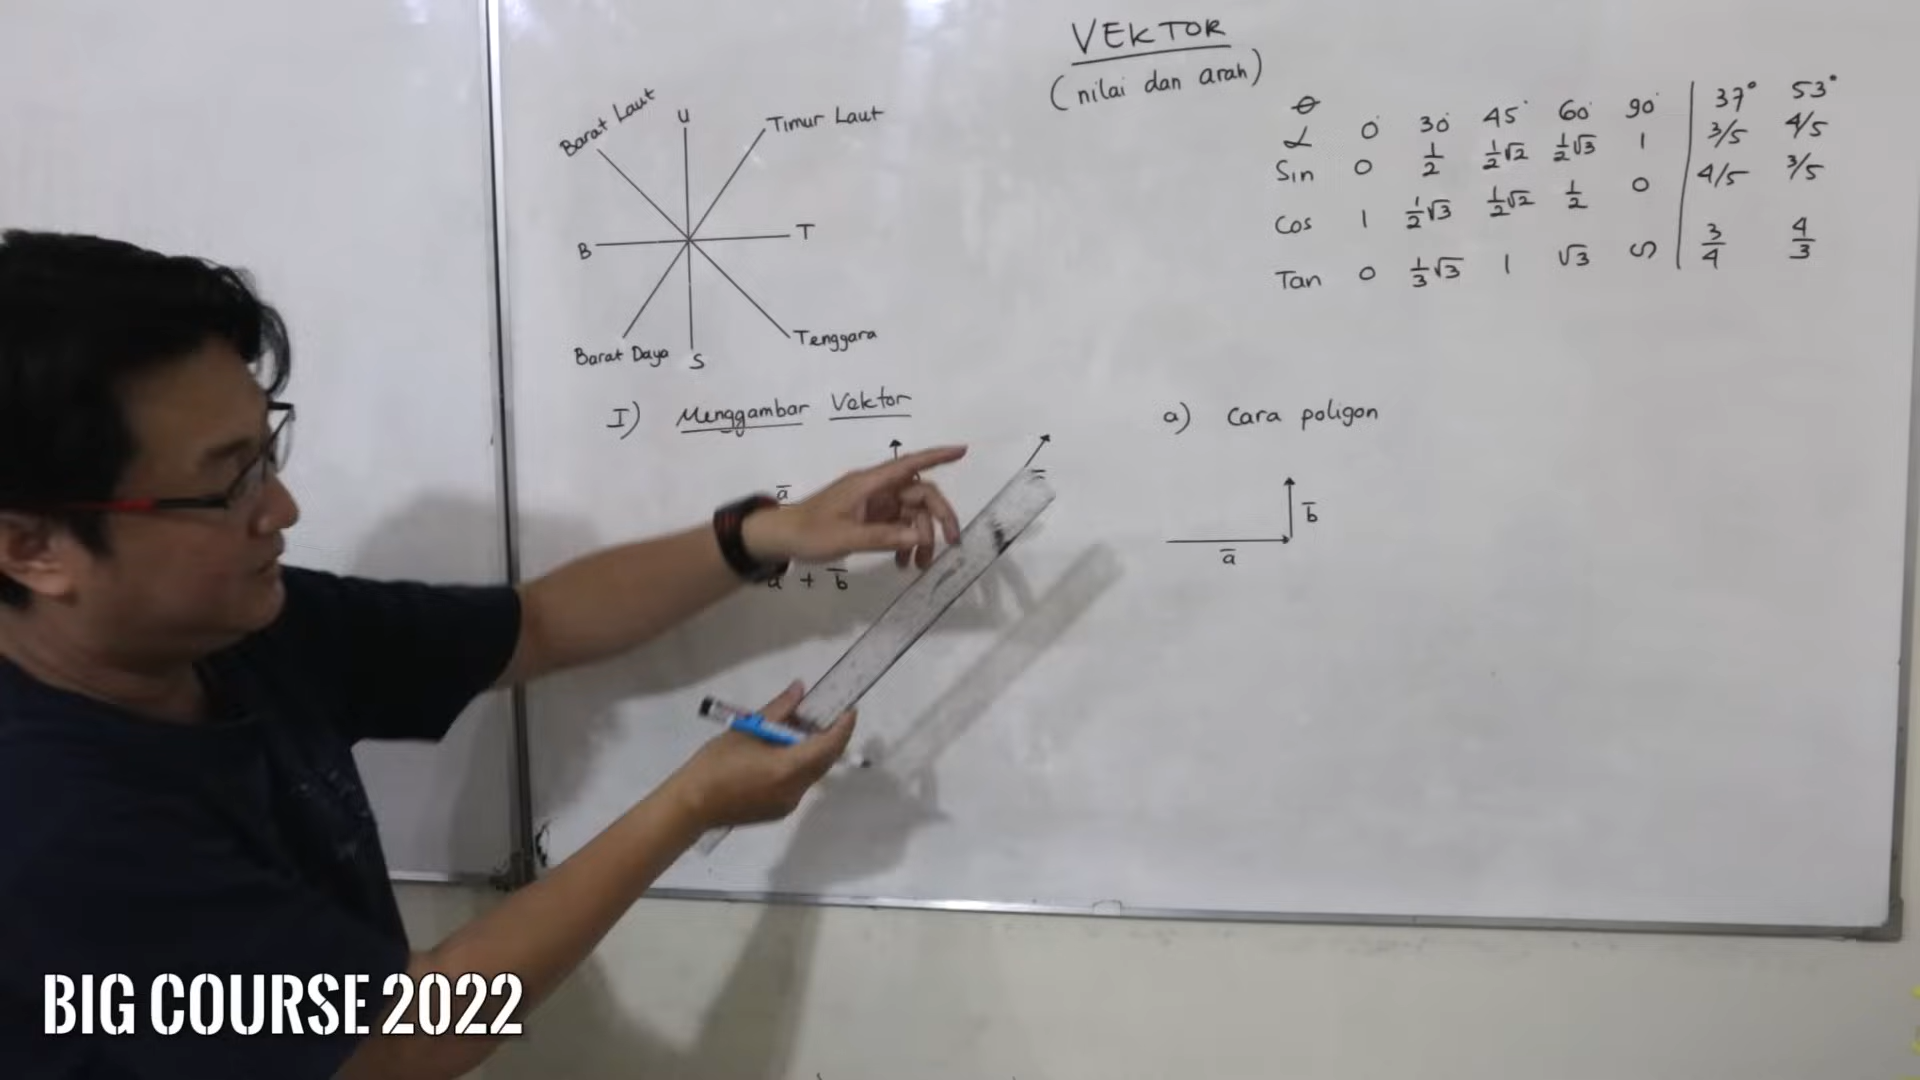 VEKTOR
(nilai dan arah)
Barat Laut
U
Timur Laut
B
T
Barat Daya
S
Tenggara
θ
α 0° 30° 45° 60° 90° 37° 53°
Sin 0 1/2 1/2√2 1/2√3 1 3/5 4/5
Cos 1 1/2√3 1/2√2 1/2 0 4/5 3/5
Tan 0 1/3√3 1 √3 ∽ 3/4 4/3
I) Menggambar Vektor
a̅
a̅ + b̅
a) Cara poligon
b̅
a̅
BIG COURSE 2022